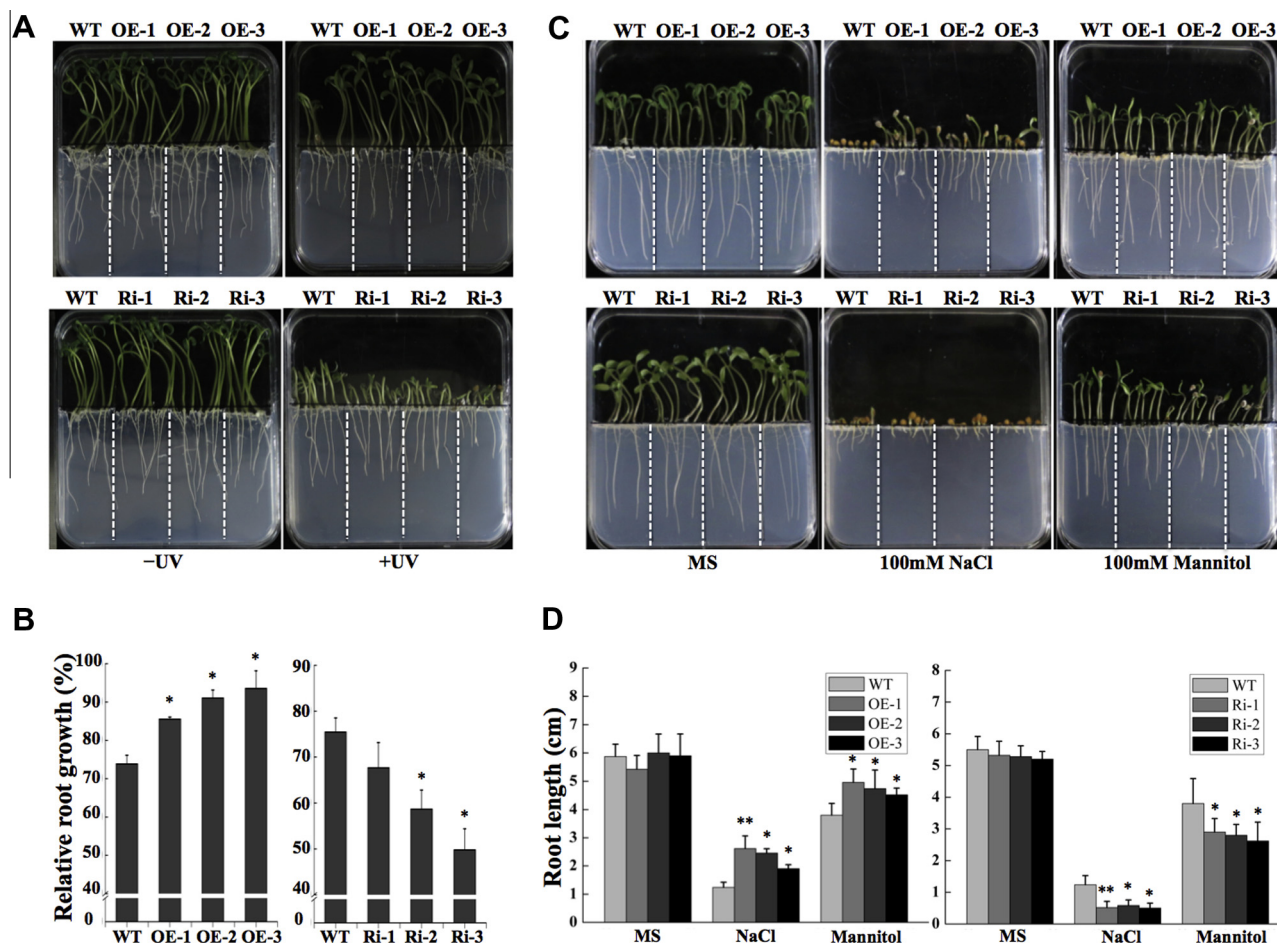 A
WT OE-1 OE-2 OE-3
WT OE-1 OE-2 OE-3
WT Ri-1 Ri-2 Ri-3
WT Ri-1 Ri-2 Ri-3
−UV
+UV
C
WT OE-1 OE-2 OE-3
WT OE-1 OE-2 OE-3
WT OE-1 OE-2 OE-3
WT Ri-1 Ri-2 Ri-3
WT Ri-1 Ri-2 Ri-3
WT Ri-1 Ri-2 Ri-3
MS
100mM NaCl
100mM Mannitol
B
Relative root growth (%)
100
90
80
70
60
50
40
0
*
*
*
WT OE-1 OE-2 OE-3
90
80
70
60
50
40
0
*
*
WT Ri-1 Ri-2 Ri-3
D
Root length (cm)
9
8
7
6
5
4
3
2
1
0
WT
OE-1
OE-2
OE-3
** * *
* * *
MS NaCl Mannitol
8
7
6
5
4
3
2
1
0
WT
Ri-1
Ri-2
Ri-3
** * *
* * *
MS NaCl Mannitol